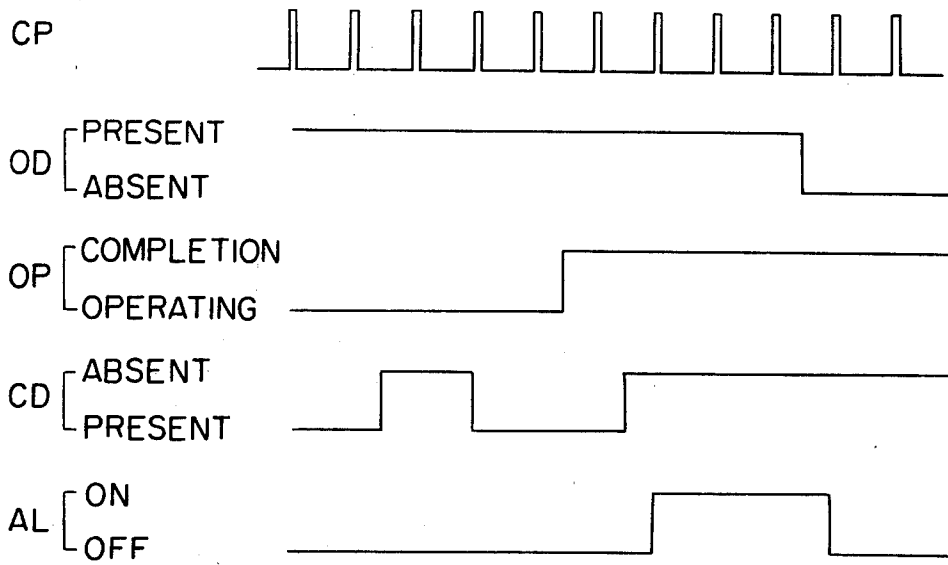 CP
OD PRESENT
ABSENT
OP COMPLETION
OPERATING
CD ABSENT
PRESENT
AL ON
OFF